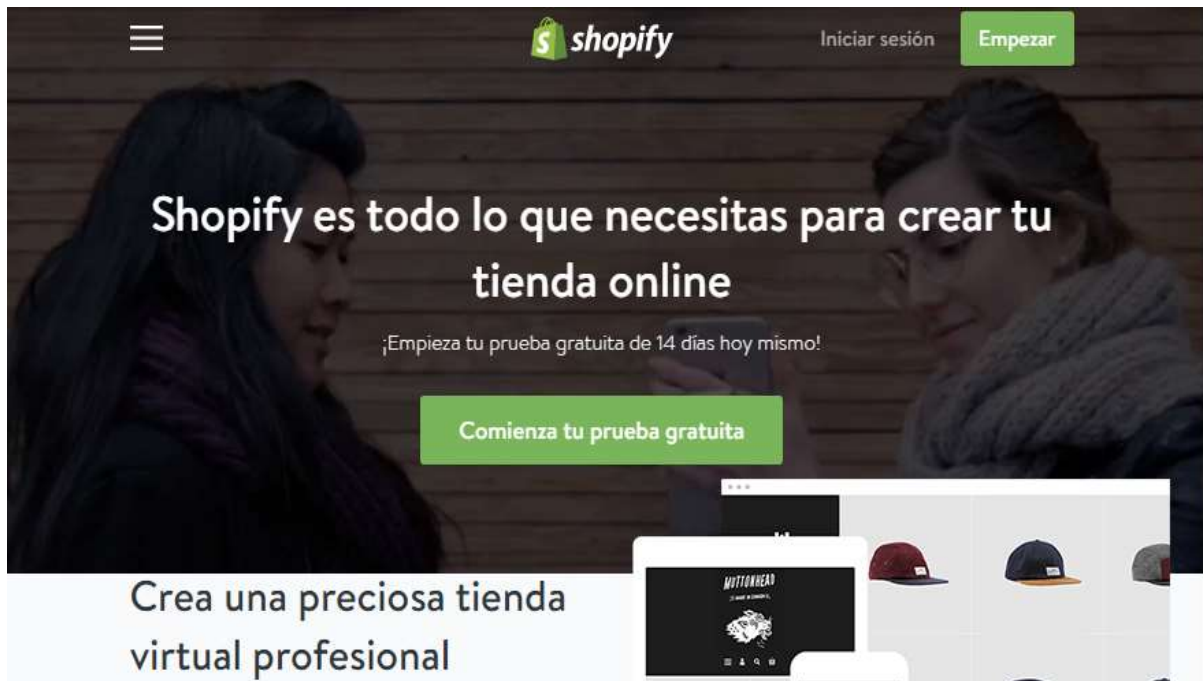 shopify
Iniciar sesión
Empezar
Shopify es todo lo que necesitas para crear tu
tienda online
¡Empieza tu prueba gratuita de 14 días hoy mismo!
Comienza tu prueba gratuita
MUTTONHEAD
Crea una preciosa tienda
virtual profesional